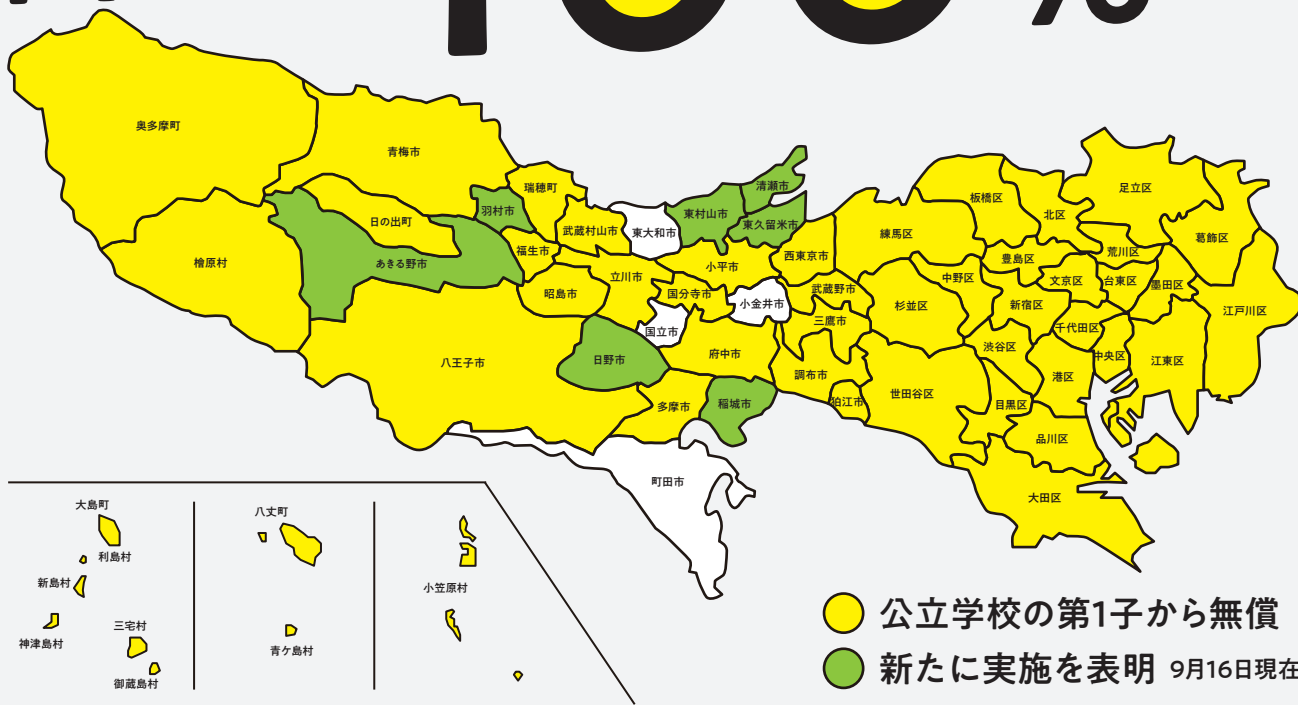 100%
奥多摩町
青梅市
瑞穂町
羽村市
日の出町
檜原村
あきる野市
福生市
武蔵村山市
東大和市
東村山市
清瀬市
東久留米市
昭島市
立川市
小平市
西東京市
国分寺市
小金井市
武蔵野市
国立市
三鷹市
八王子市
日野市
府中市
調布市
多摩市
稲城市
狛江市
町田市
練馬区
板橋区
北区
足立区
葛飾区
豊島区
荒川区
中野区
文京区
台東区
墨田区
杉並区
新宿区
千代田区
江戸川区
渋谷区
中央区
江東区
世田谷区
目黒区
港区
品川区
大田区
大島町
利島村
新島村
神津島村
三宅村
御蔵島村
八丈町
青ケ島村
小笠原村
公立学校の第1子から無償
新たに実施を表明 9月16日現在